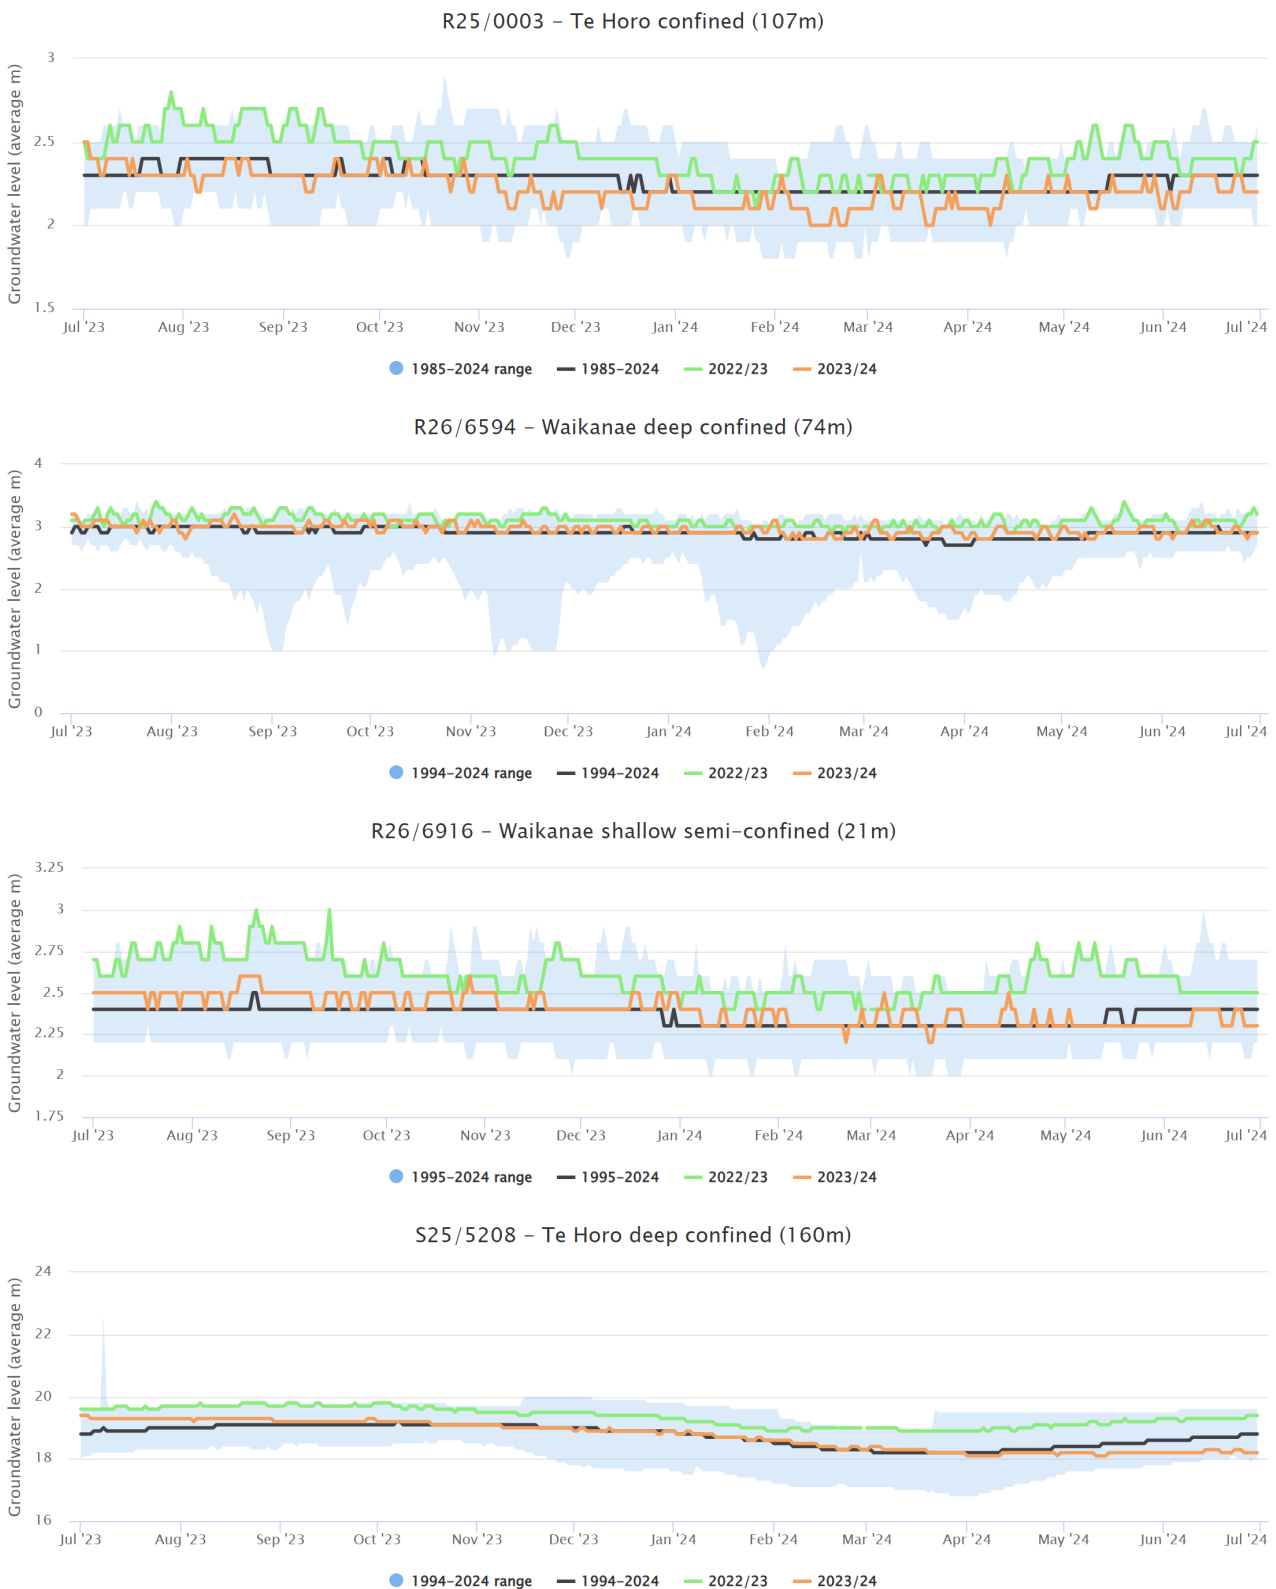 R25/0003 – Te Horo confined (107m)
Groundwater level (average m)
3
2.5
2
1.5
Jul '23 Aug '23 Sep '23 Oct '23 Nov '23 Dec '23 Jan '24 Feb '24 Mar '24 Apr '24 May '24 Jun '24 Jul '24
1985–2024 range 1985–2024 2022/23 2023/24
R26/6594 – Waikanae deep confined (74m)
Groundwater level (average m)
4
3
2
1
0
Jul '23 Aug '23 Sep '23 Oct '23 Nov '23 Dec '23 Jan '24 Feb '24 Mar '24 Apr '24 May '24 Jun '24 Jul '24
1994–2024 range 1994–2024 2022/23 2023/24
R26/6916 – Waikanae shallow semi–confined (21m)
Groundwater level (average m)
3.25
3
2.75
2.5
2.25
2
1.75
Jul '23 Aug '23 Sep '23 Oct '23 Nov '23 Dec '23 Jan '24 Feb '24 Mar '24 Apr '24 May '24 Jun '24 Jul '24
1995–2024 range 1995–2024 2022/23 2023/24
S25/5208 – Te Horo deep confined (160m)
Groundwater level (average m)
24
22
20
18
16
Jul '23 Aug '23 Sep '23 Oct '23 Nov '23 Dec '23 Jan '24 Feb '24 Mar '24 Apr '24 May '24 Jun '24 Jul '24
1994–2024 range 1994–2024 2022/23 2023/24